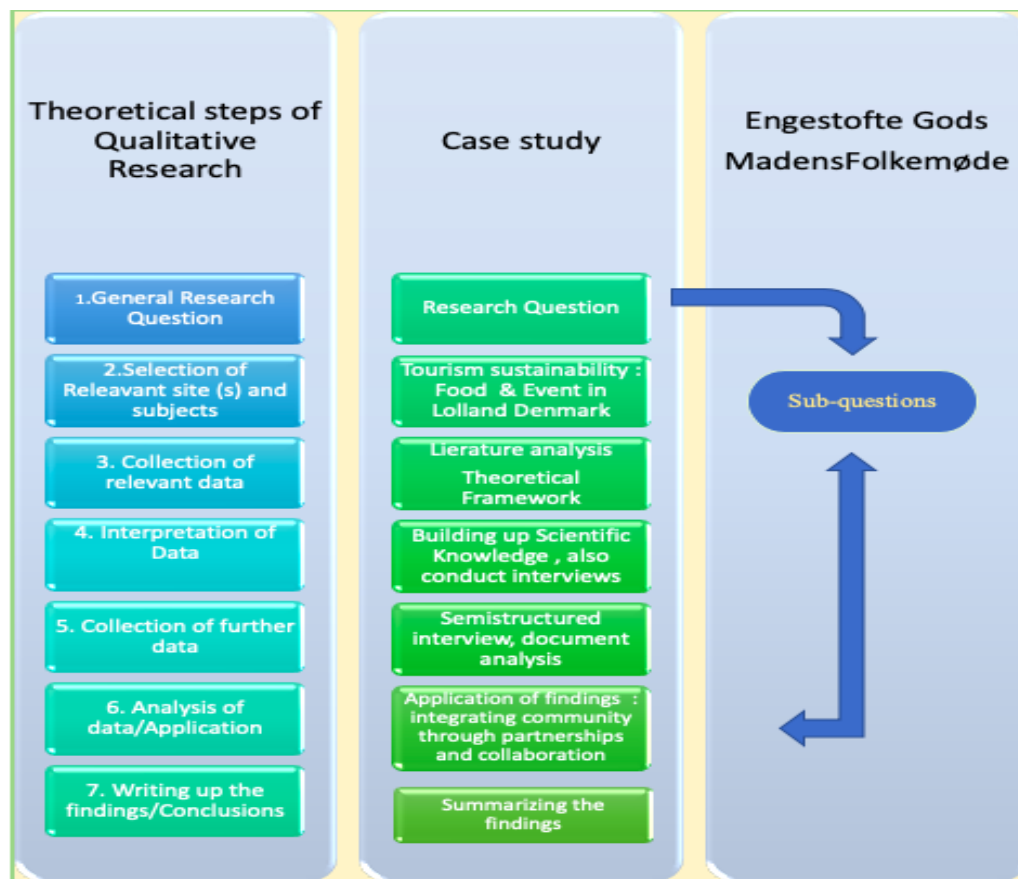 Theoretical steps of
Qualitative
Research
1.General Research
Question
2.Selection of
Releavant site (s) and
subjects
3. Collection of
relevant data
4. Interpretation of
Data
5. Collection of further
data
6. Analysis of
data/Application
7. Writing up the
findings/Conclusions
Case study
Research Question
Tourism sustainability :
Food & Event in
Lolland Denmark
Lierature analysis
Theoretical
Framework
Building up Scientific
Knowledge , also
conduct interviews
Semistructured
interview, document
analysis
Application of findings :
integrating community
through partnerships
and collaboration
Summarizing the
findings
Engestofte Gods
MadensFolkemøde
Sub-questions